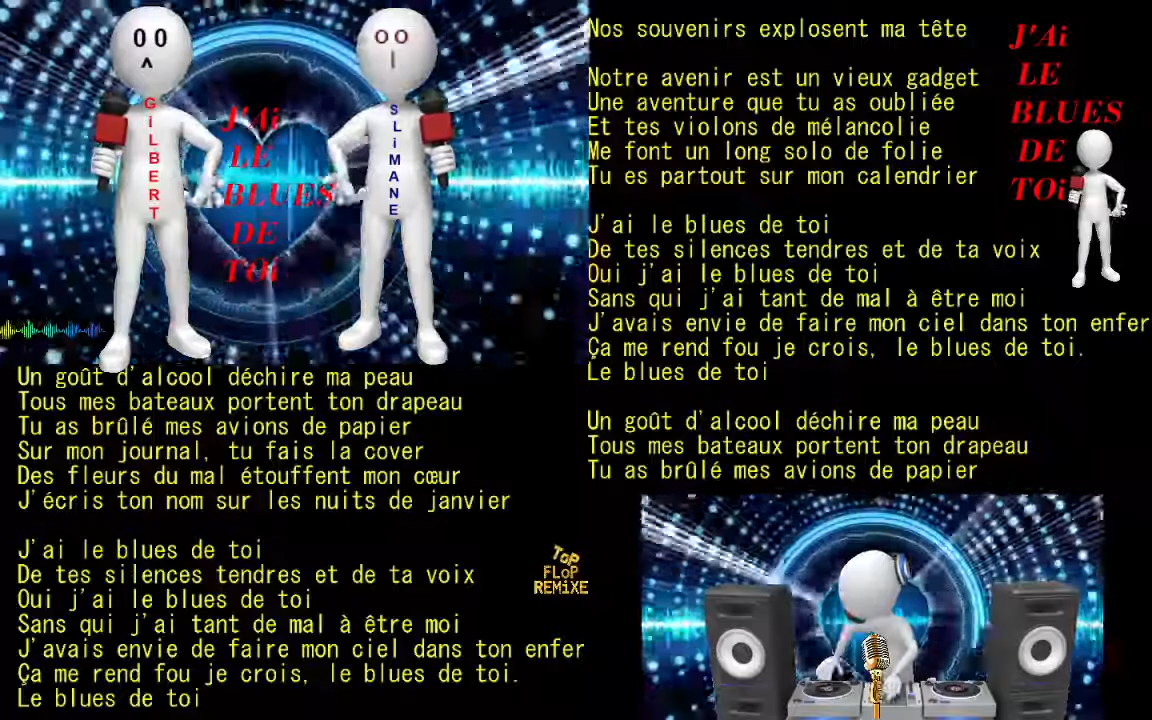 GiLBERT
J'Ai
LE
BLUES
DE
TOi
SLiMANE
Un goût d'alcool déchire ma peau
Tous mes bateaux portent ton drapeau
Tu as brûlé mes avions de papier
Sur mon journal, tu fais la cover
Des fleurs du mal étouffent mon cœur
J'écris ton nom sur les nuits de janvier
J'ai le blues de toi
De tes silences tendres et de ta voix
Oui j'ai le blues de toi
Sans qui j'ai tant de mal à être moi
J'avais envie de faire mon ciel dans ton enfer
Ça me rend fou je crois, le blues de toi.
Le blues de toi
ToP
FLoP
REMiXE
Nos souvenirs explosent ma tête
Notre avenir est un vieux gadget
Une aventure que tu as oubliée
Et tes violons de mélancolie
Me font un long solo de folie
Tu es partout sur mon calendrier
J'ai le blues de toi
De tes silences tendres et de ta voix
Oui j'ai le blues de toi
Sans qui j'ai tant de mal à être moi
J'avais envie de faire mon ciel dans ton enfer
Ça me rend fou je crois, le blues de toi.
Le blues de toi
Un goût d'alcool déchire ma peau
Tous mes bateaux portent ton drapeau
Tu as brûlé mes avions de papier
J'Ai
LE
BLUES
DE
TOi